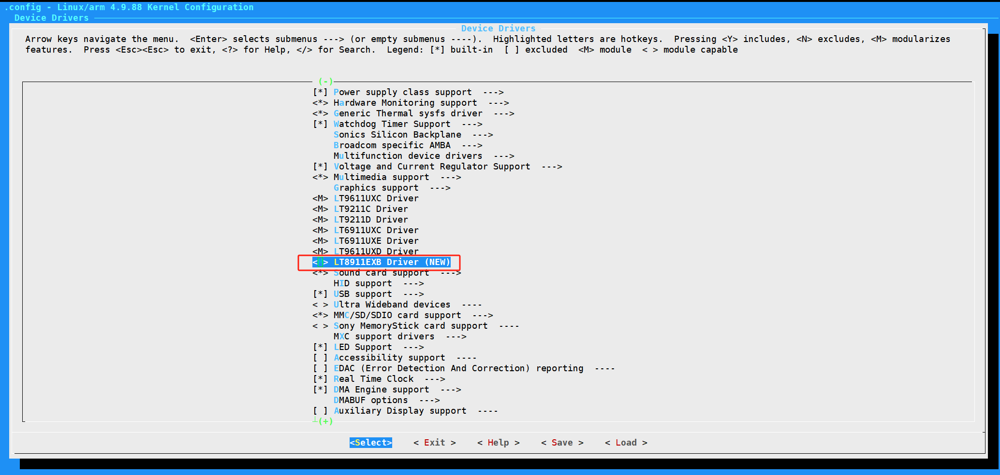 .config - Linux/arm 4.9.88 Kernel Configuration
Device Drivers
Device Drivers
Arrow keys navigate the menu.  <Enter> selects submenus ---> (or empty submenus ----).  Highlighted letters are hotkeys.  Pressing <Y> includes, <N> excludes, <M> modularizes
features.  Press <Esc><Esc> to exit, <?> for Help, </> for Search.  Legend: [*] built-in  [ ] excluded  <M> module  < > module capable
(-)
[*] Power supply class support  --->
<*> Hardware Monitoring support  --->
<*> Generic Thermal sysfs driver  --->
[*] Watchdog Timer Support  --->
Sonics Silicon Backplane  --->
Broadcom specific AMBA  --->
Multifunction device drivers  --->
[*] Voltage and Current Regulator Support  --->
<*> Multimedia support  --->
Graphics support  --->
<M> LT9611UXC Driver
<M> LT9211C Driver
<M> LT9211D Driver
<M> LT6911UXC Driver
<M> LT6911UXE Driver
<M> LT9611UXD Driver
<M> LT8911EXB Driver (NEW)
<*> Sound card support  --->
HID support  --->
[*] USB support  --->
< > Ultra Wideband devices  ----
<*> MMC/SD/SDIO card support  --->
< > Sony MemoryStick card support  ----
MXC support drivers  --->
[*] LED Support  --->
[ ] Accessibility support  ----
[ ] EDAC (Error Detection And Correction) reporting  ----
[*] Real Time Clock  --->
[*] DMA Engine support  --->
DMABUF options  --->
[ ] Auxiliary Display support  ----
(+)
<Select>    < Exit >    < Help >    < Save >    < Load >